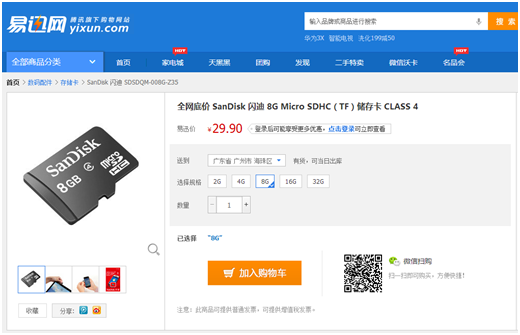 易迅网 腾讯旗下购物网站
yixun.com
输入品牌或商品进行搜索 搜 索
华为3X 智能电视 洗化199减50
HOT HOT
全部商品分类 首页 家电城 天黑黑 团购 发现 二手特卖 微信沃卡 名品会
首页 > 数码配件 > 存储卡 > SanDisk 闪迪 SDSDQM-008G-Z35
全网底价 SanDisk 闪迪 8G Micro SDHC ( TF ) 储存卡 CLASS 4
易迅价 ¥29.90 登录后可能享受更多优惠，点击登录可立即查看
送到 广东省 广州市 海珠区 有货，可当日出库
选择规格 2G 4G 8G 16G 32G
数量 - 1 +
已选择 "8G"
加入购物车
微信扫购
扫一扫即可购买，方便快捷！
注意：此商品可提供普通发票，可提供增值税发票。
SanDisk
8GB
4
micro
SDHC
收藏 分享：